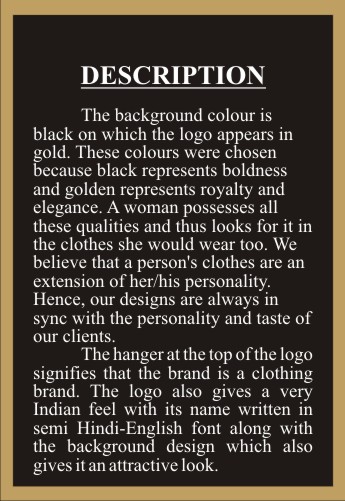 DESCRIPTION
The background colour is
black on which the logo appears in
gold. These colours were chosen
because black represents boldness
and golden represents royalty and
elegance. A woman possesses all
these qualities and thus looks for it in
the clothes she would wear too. We
believe that a person's clothes are an
extension of her/his personality.
Hence, our designs are always in
sync with the personality and taste of
our clients.
The hanger at the top of the logo
signifies that the brand is a clothing
brand. The logo also gives a very
Indian feel with its name written in
semi Hindi-English font along with
the background design which also
gives it an attractive look.